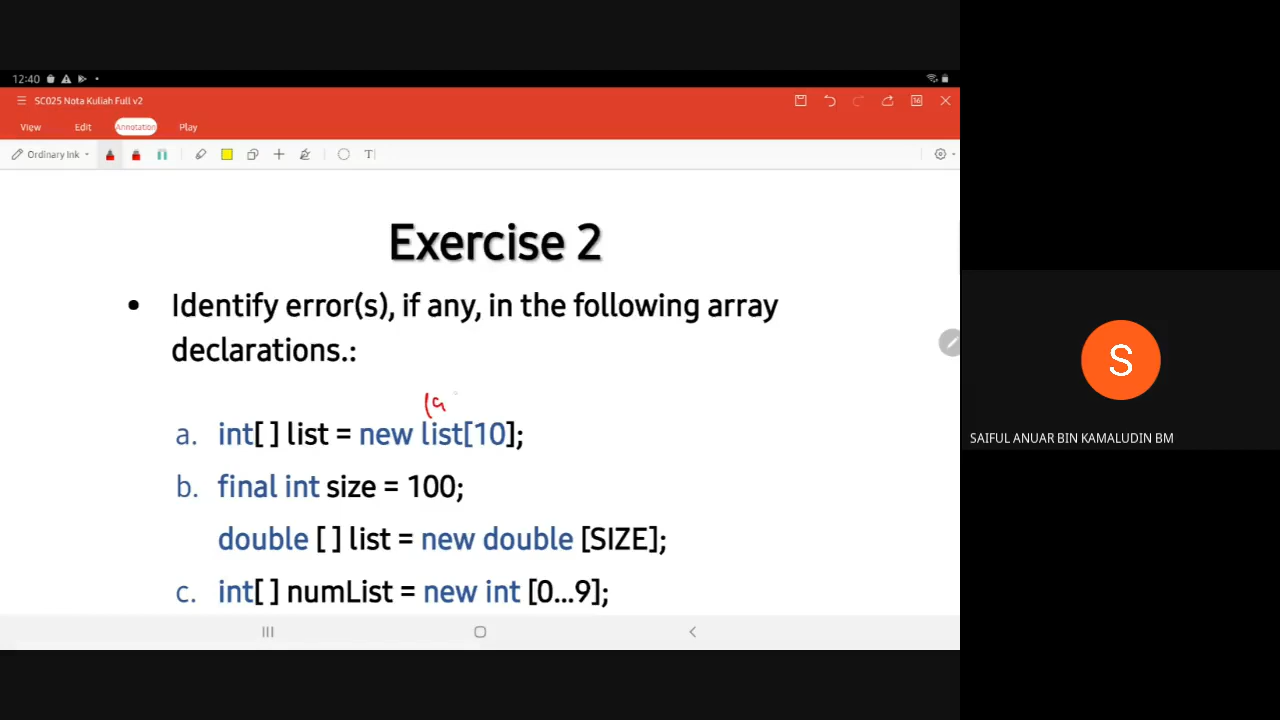 12:40
SC025 Nota Kuliah Full v2
16
View Edit Annotation Play
Ordinary Ink T
Exercise 2
• Identify error(s), if any, in the following array
declarations.:
a. int[ ] list = new list[10];
b. final int size = 100;
double [ ] list = new double [SIZE];
c. int[ ] numList = new int [0...9];
S
SAIFUL ANUAR BIN KAMALUDIN BM